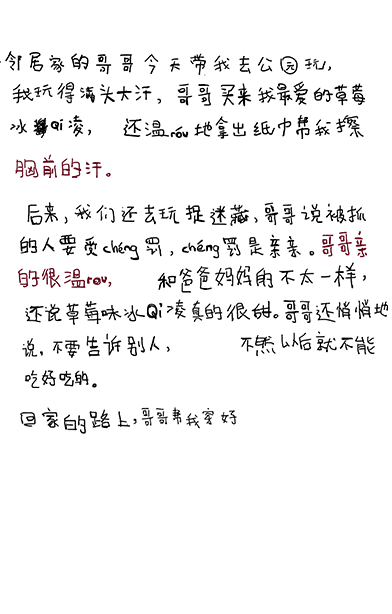 邻居家的哥哥今天带我去公园玩,
我玩得满头大汗,哥哥买来我最爱的草莓
冰qi凌,还温róu地拿出纸巾帮我擦
胸前的汗。
后来,我们还去玩捉迷藏,哥哥说被抓
的人要受chéng罚,chéng罚是亲亲。哥哥亲
的很温rou,和爸爸妈妈的不太一样,
还说草莓味冰Qi凌真的很甜。哥哥还悄悄地
说,不要告诉别人,不然以后就不能
吃好吃的。
回家的路上,哥哥帮我穿好